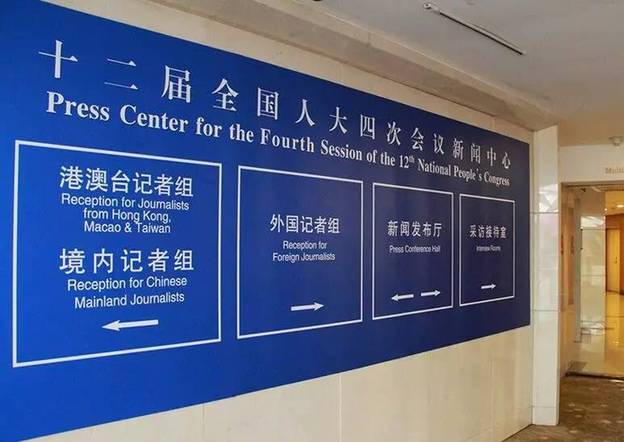 十二届全国人大四次会议新闻中心
Press Center for the Fourth Session of the 12th National People's Congress
港澳台记者组
Reception for Journalists
from Hong Kong,
Macao & Taiwan
境内记者组
Reception for Chinese
Mainland Journalists
外国记者组
Reception for
Foreign Journalists
新闻发布厅
Press Conference Hall
采访接待室
Interview Rooms